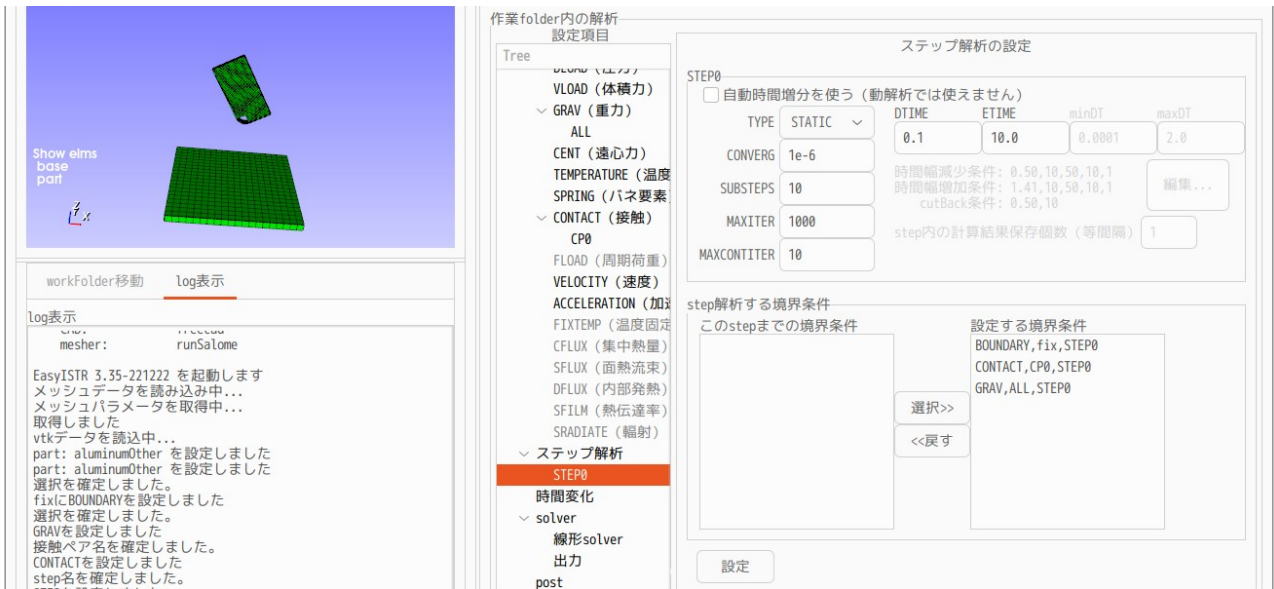 作業folder内の解析
設定項目
Tree
DLOAD (圧力)
VLOAD (体積力)
GRAV (重力)
ALL
CENT (遠心力)
TEMPERATURE (温度
SPRING (バネ要素
CONTACT (接触)
CP0
FLOAD (周期荷重)
VELOCITY (速度)
ACCELERATION (加速
FIXTEMP (温度固定
CFLUX (集中熱量)
SFLUX (面熱流束)
DFLUX (内部発熱)
SFILM (熱伝達率)
SRADIATE (輻射)
ステップ解析
STEP0
時間変化
solver
線形solver
出力
post
ステップ解析の設定
STEP0
自動時間増分を使う (動解析では使えません)
TYPE STATIC
CONVERG 1e-6
SUBSTEPS 10
MAXITER 1000
MAXCONTITER 10
DTIME ETIME minDT maxDT
0.1 10.0 0.0001 2.0
時間幅減少条件: 0.50,10,50,10,1
時間幅増加条件: 1.41,10,50,10,1
cutBack条件: 0.50,10
編集...
step内の計算結果保存個数 (等間隔) 1
step解析する境界条件
このstepまでの境界条件
選択>>
<<戻す
設定する境界条件
BOUNDARY,fix,STEP0
CONTACT,CP0,STEP0
GRAV,ALL,STEP0
設定
Show elms
base
part
Z
X
workFolder移動 log表示
log表示
mesher: runSalome
EasyISTR 3.35-221222 を起動します
メッシュデータを読み込み中...
メッシュパラメータを取得中...
取得しました
vtkデータを読込中...
part: aluminumOther を設定しました
part: aluminumOther を設定しました
選択を確定しました。
fixにBOUNDARYを設定しました
選択を確定しました。
GRAVを設定しました
接触ペア名を確定しました。
CONTACTを設定しました
step名を確定しました。